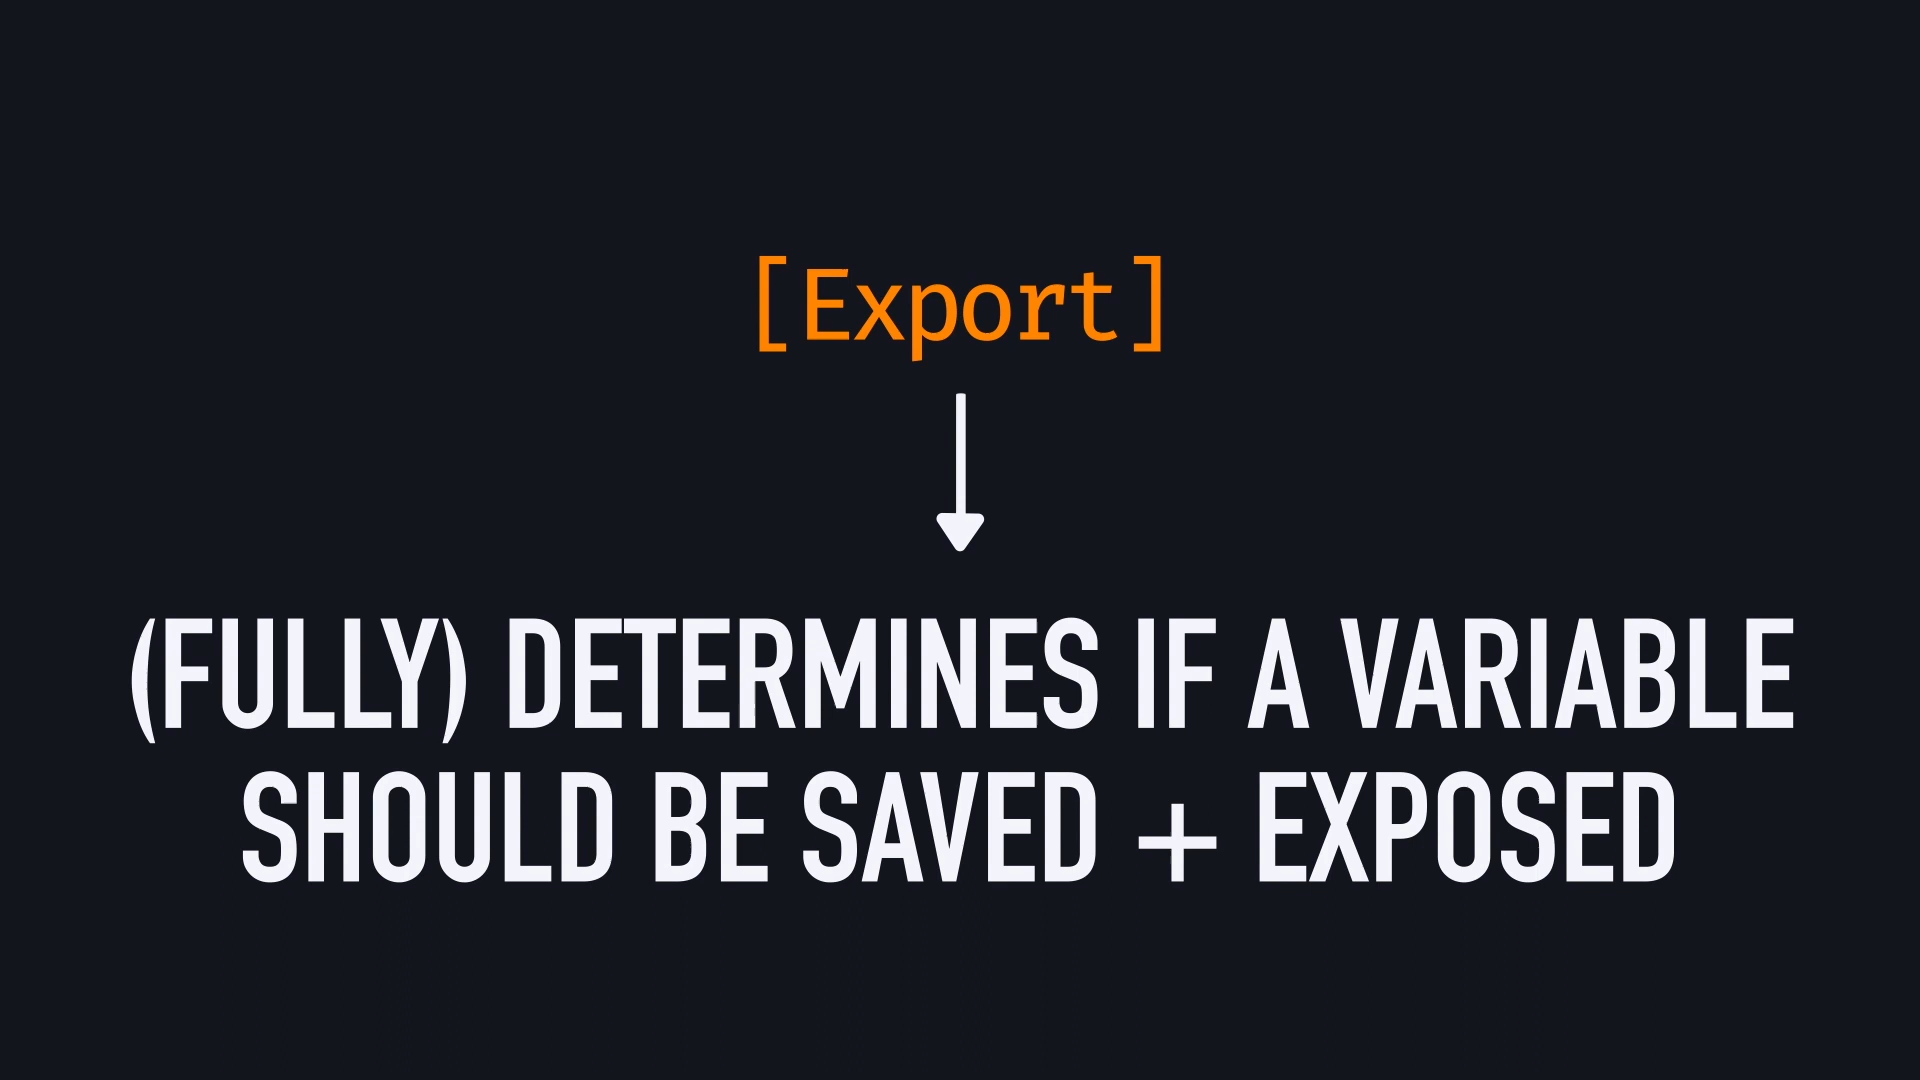 [Export]
(FULLY) DETERMINES IF A VARIABLE
SHOULD BE SAVED + EXPOSED